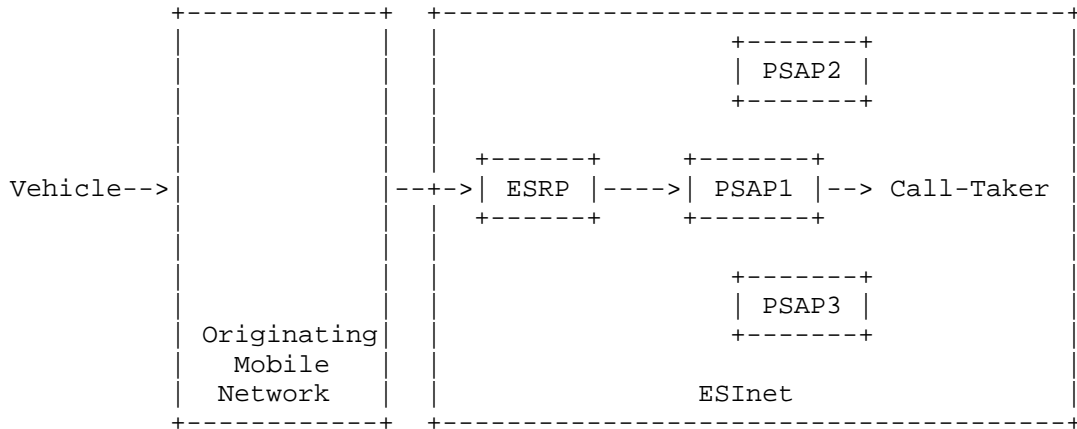 PSAP2
Vehicle--> --+-> ESRP ----> PSAP1 --> Call-Taker
PSAP3
Originating
Mobile
Network ESInet